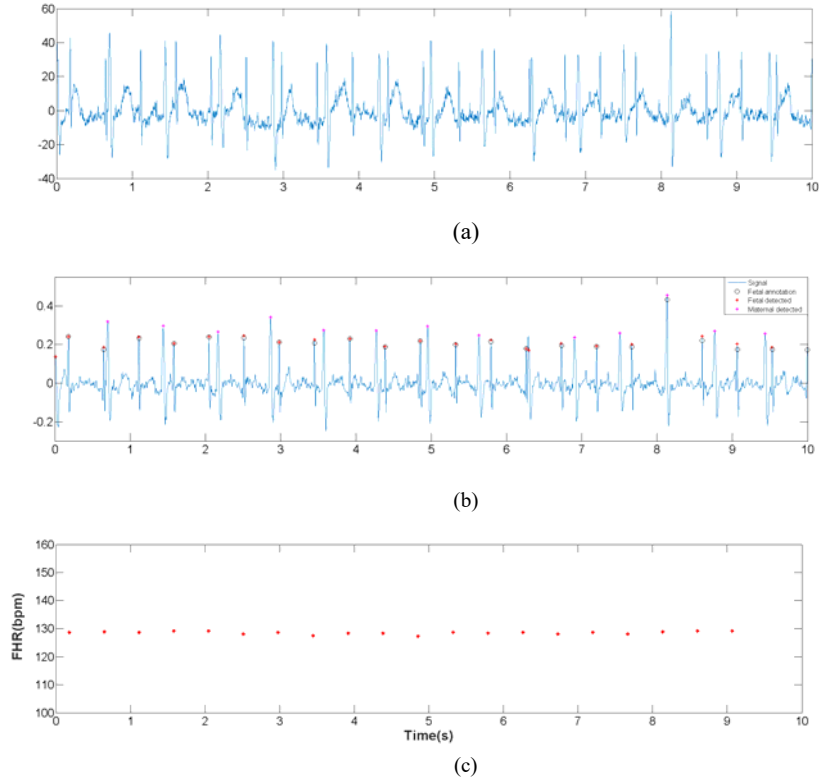 60
40
20
0
-20
-40
0 1 2 3 4 5 6 7 8 9 10
(a)
Signal
Fetal annotation
Fetal detected
Maternal detected
0.4
0.2
0
-0.2
0 1 2 3 4 5 6 7 8 9 10
(b)
160
150
140
130
120
110
100
FHR(bpm)
0 1 2 3 4 5 6 7 8 9 10
Time(s)
(c)